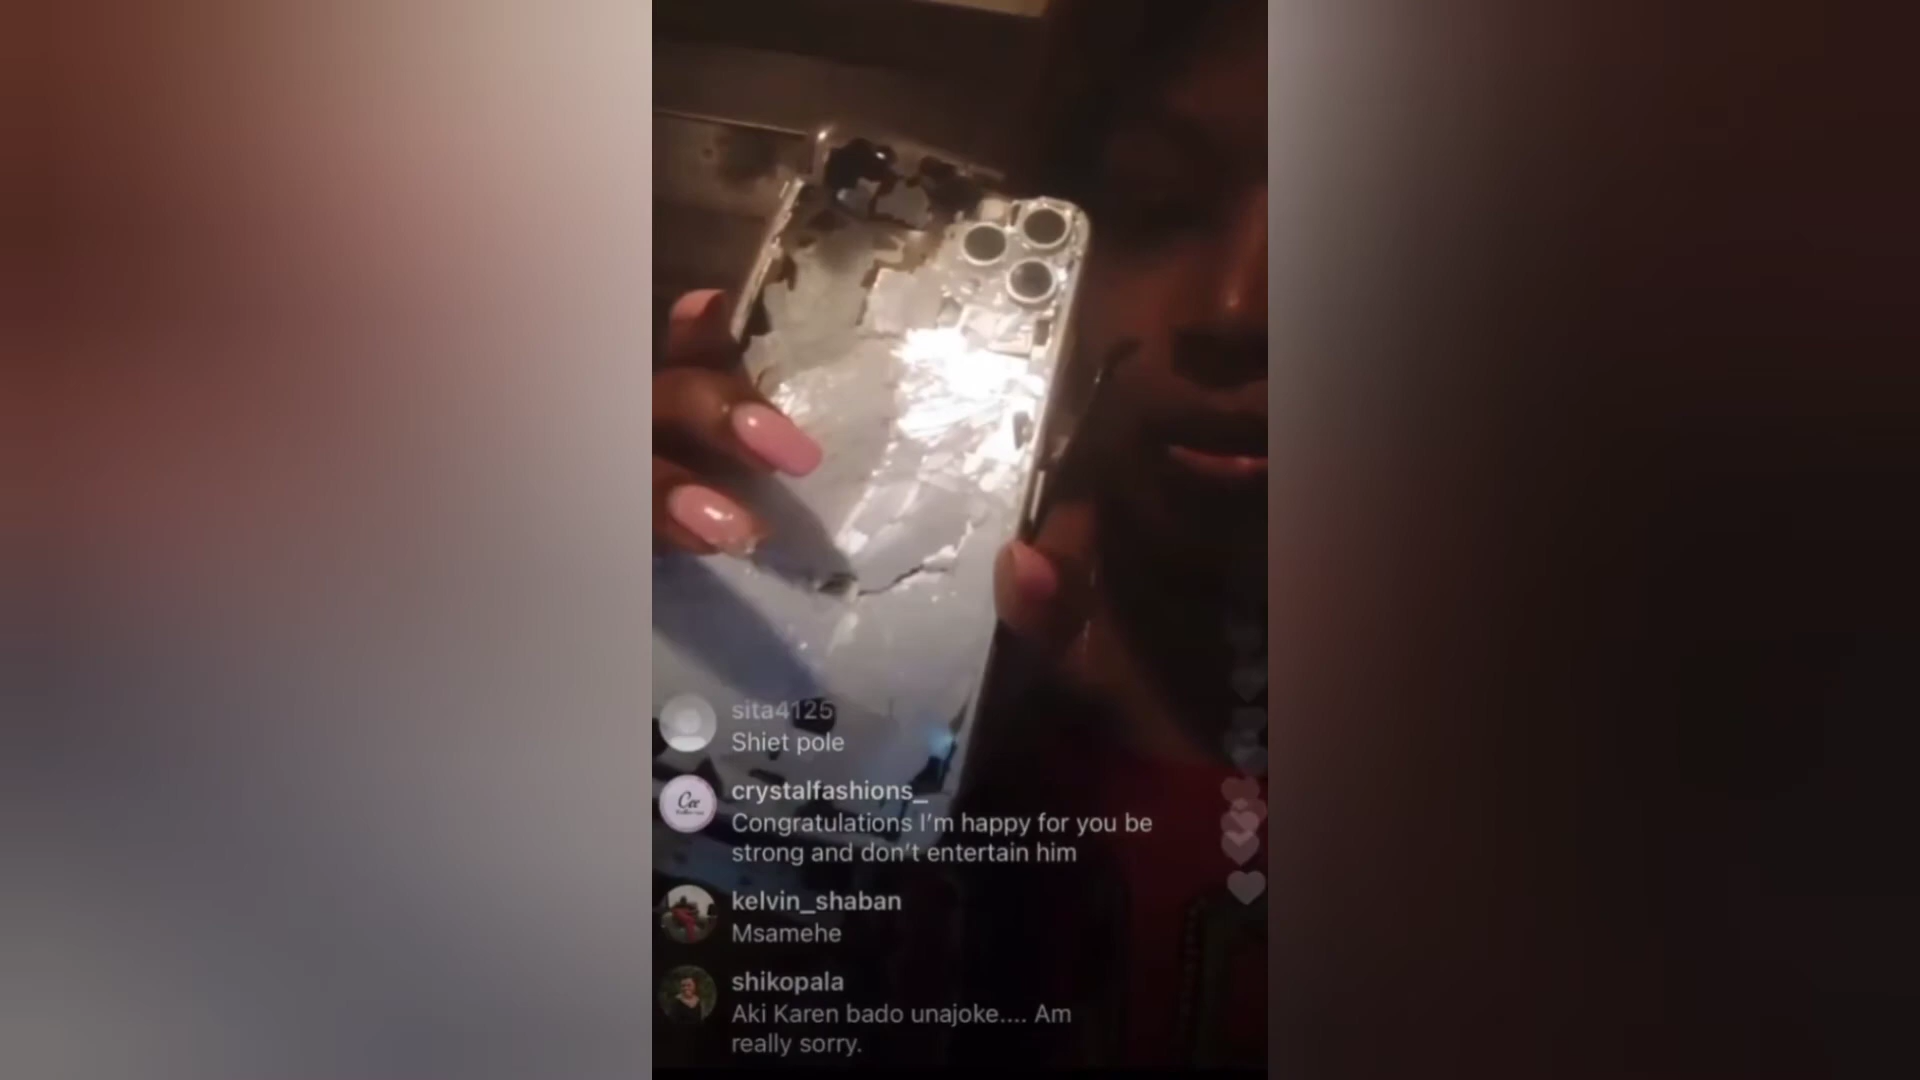 sita4125
Shiet pole
crystalfashions_
Congratulations I'm happy for you be
strong and don't entertain him
kelvin_shaban
Msamehe
shikopala
Aki Karen bado unajoke.... Am
really sorry.